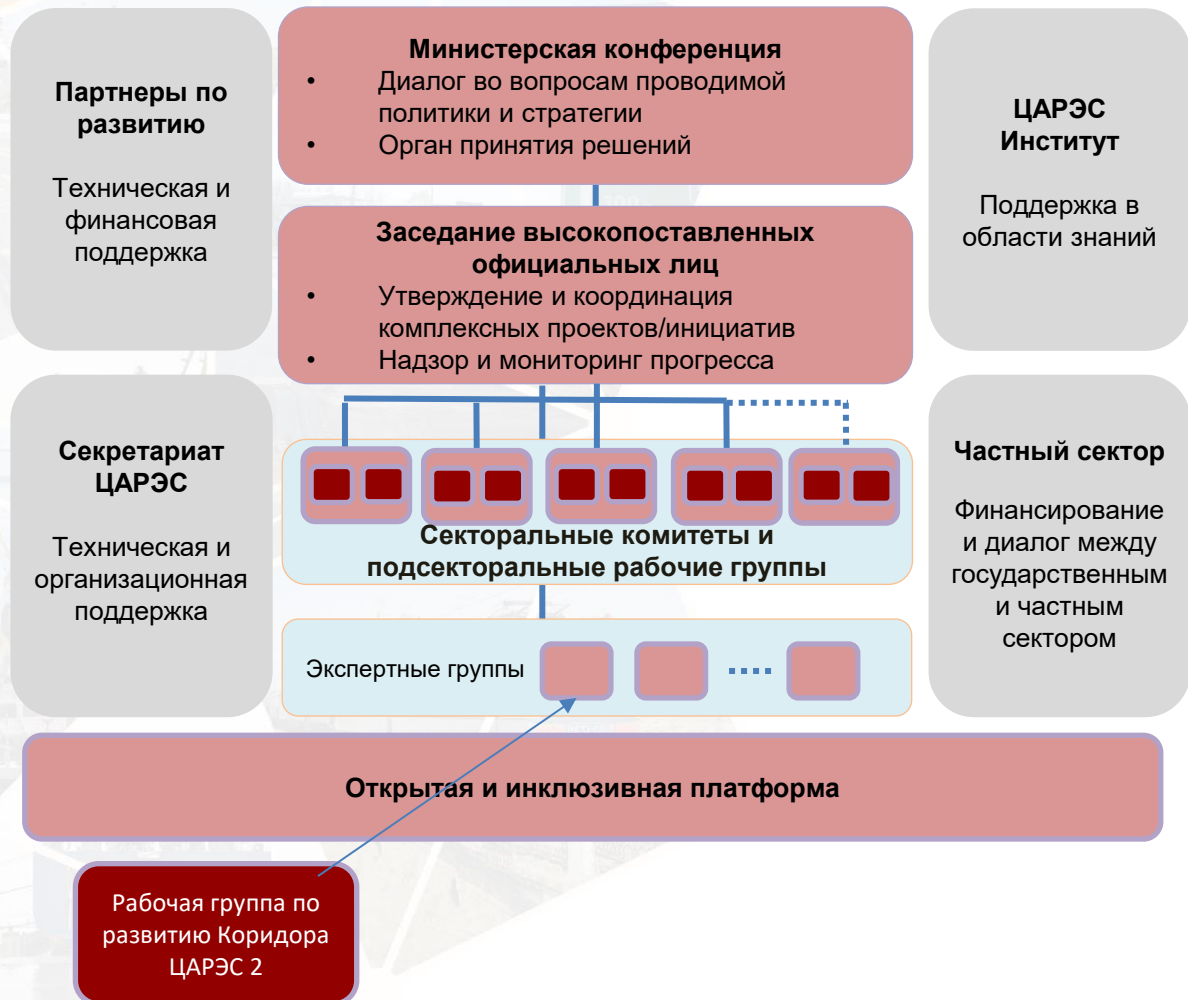 Партнеры по
развитию
Техническая и
финансовая
поддержка
Министерская конференция
• Диалог во вопросам проводимой
политики и стратегии
• Орган принятия решений
ЦАРЭС
Институт
Поддержка в
области знаний
Заседание высокопоставленных
официальных лиц
• Утверждение и координация
комплексных проектов/инициатив
• Надзор и мониторинг прогресса
Секретариат
ЦАРЭС
Техническая и
организационная
поддержка
Секторальные комитеты и
подсекторальные рабочие группы
Экспертные группы
Частный сектор
Финансирование
и диалог между
государственным
и частным
сектором
Открытая и инклюзивная платформа
Рабочая группа по
развитию Коридора
ЦАРЭС 2